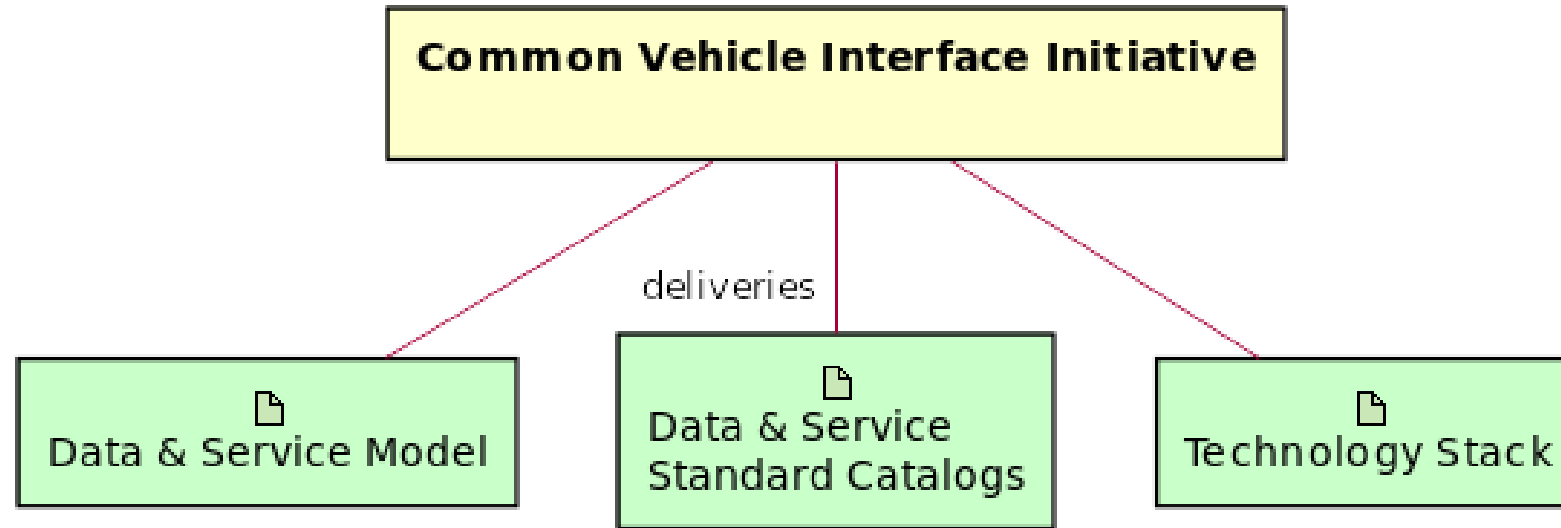 Common Vehicle Interface Initiative
deliveries
Data & Service Model
Data & Service
Standard Catalogs
Technology Stack